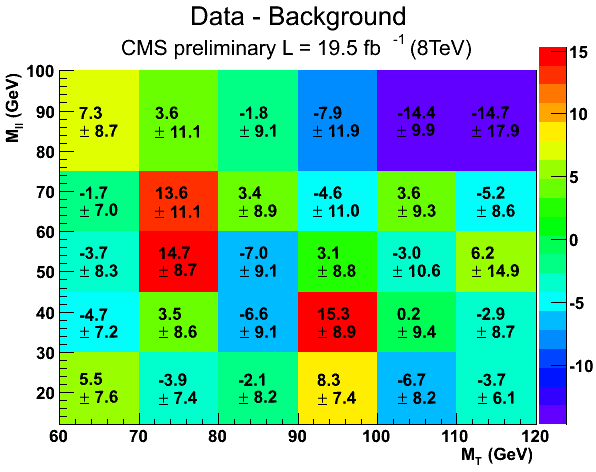 Data - Background
CMS preliminary L = 19.5 fb -1 (8TeV)
M_ll (GeV)
100
90
80
70
60
50
40
30
20
7.3 3.6 -1.8 -7.9 -14.4 -14.7
± 8.7 ± 11.1 ± 9.1 ± 11.9 ± 9.9 ± 17.9
-1.7 13.6 3.4 -4.6 3.6 -5.2
± 7.0 ± 11.1 ± 8.9 ± 11.0 ± 9.3 ± 8.6
-3.7 14.7 -7.0 3.1 -3.0 6.2
± 8.3 ± 8.7 ± 9.1 ± 8.8 ± 10.6 ± 14.9
-4.7 3.5 -6.6 15.3 0.2 -2.9
± 7.2 ± 8.6 ± 9.1 ± 8.9 ± 9.4 ± 8.7
5.5 -3.9 -2.1 8.3 -6.7 -3.7
± 7.6 ± 7.4 ± 8.2 ± 7.4 ± 8.2 ± 6.1
60 70 80 90 100 110 120
M_T (GeV)
15
10
5
0
-5
-10